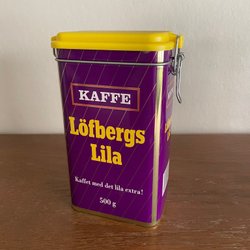 KAFFE
Löfbergs
Lila
Kaffet med det lila extra!
500 g